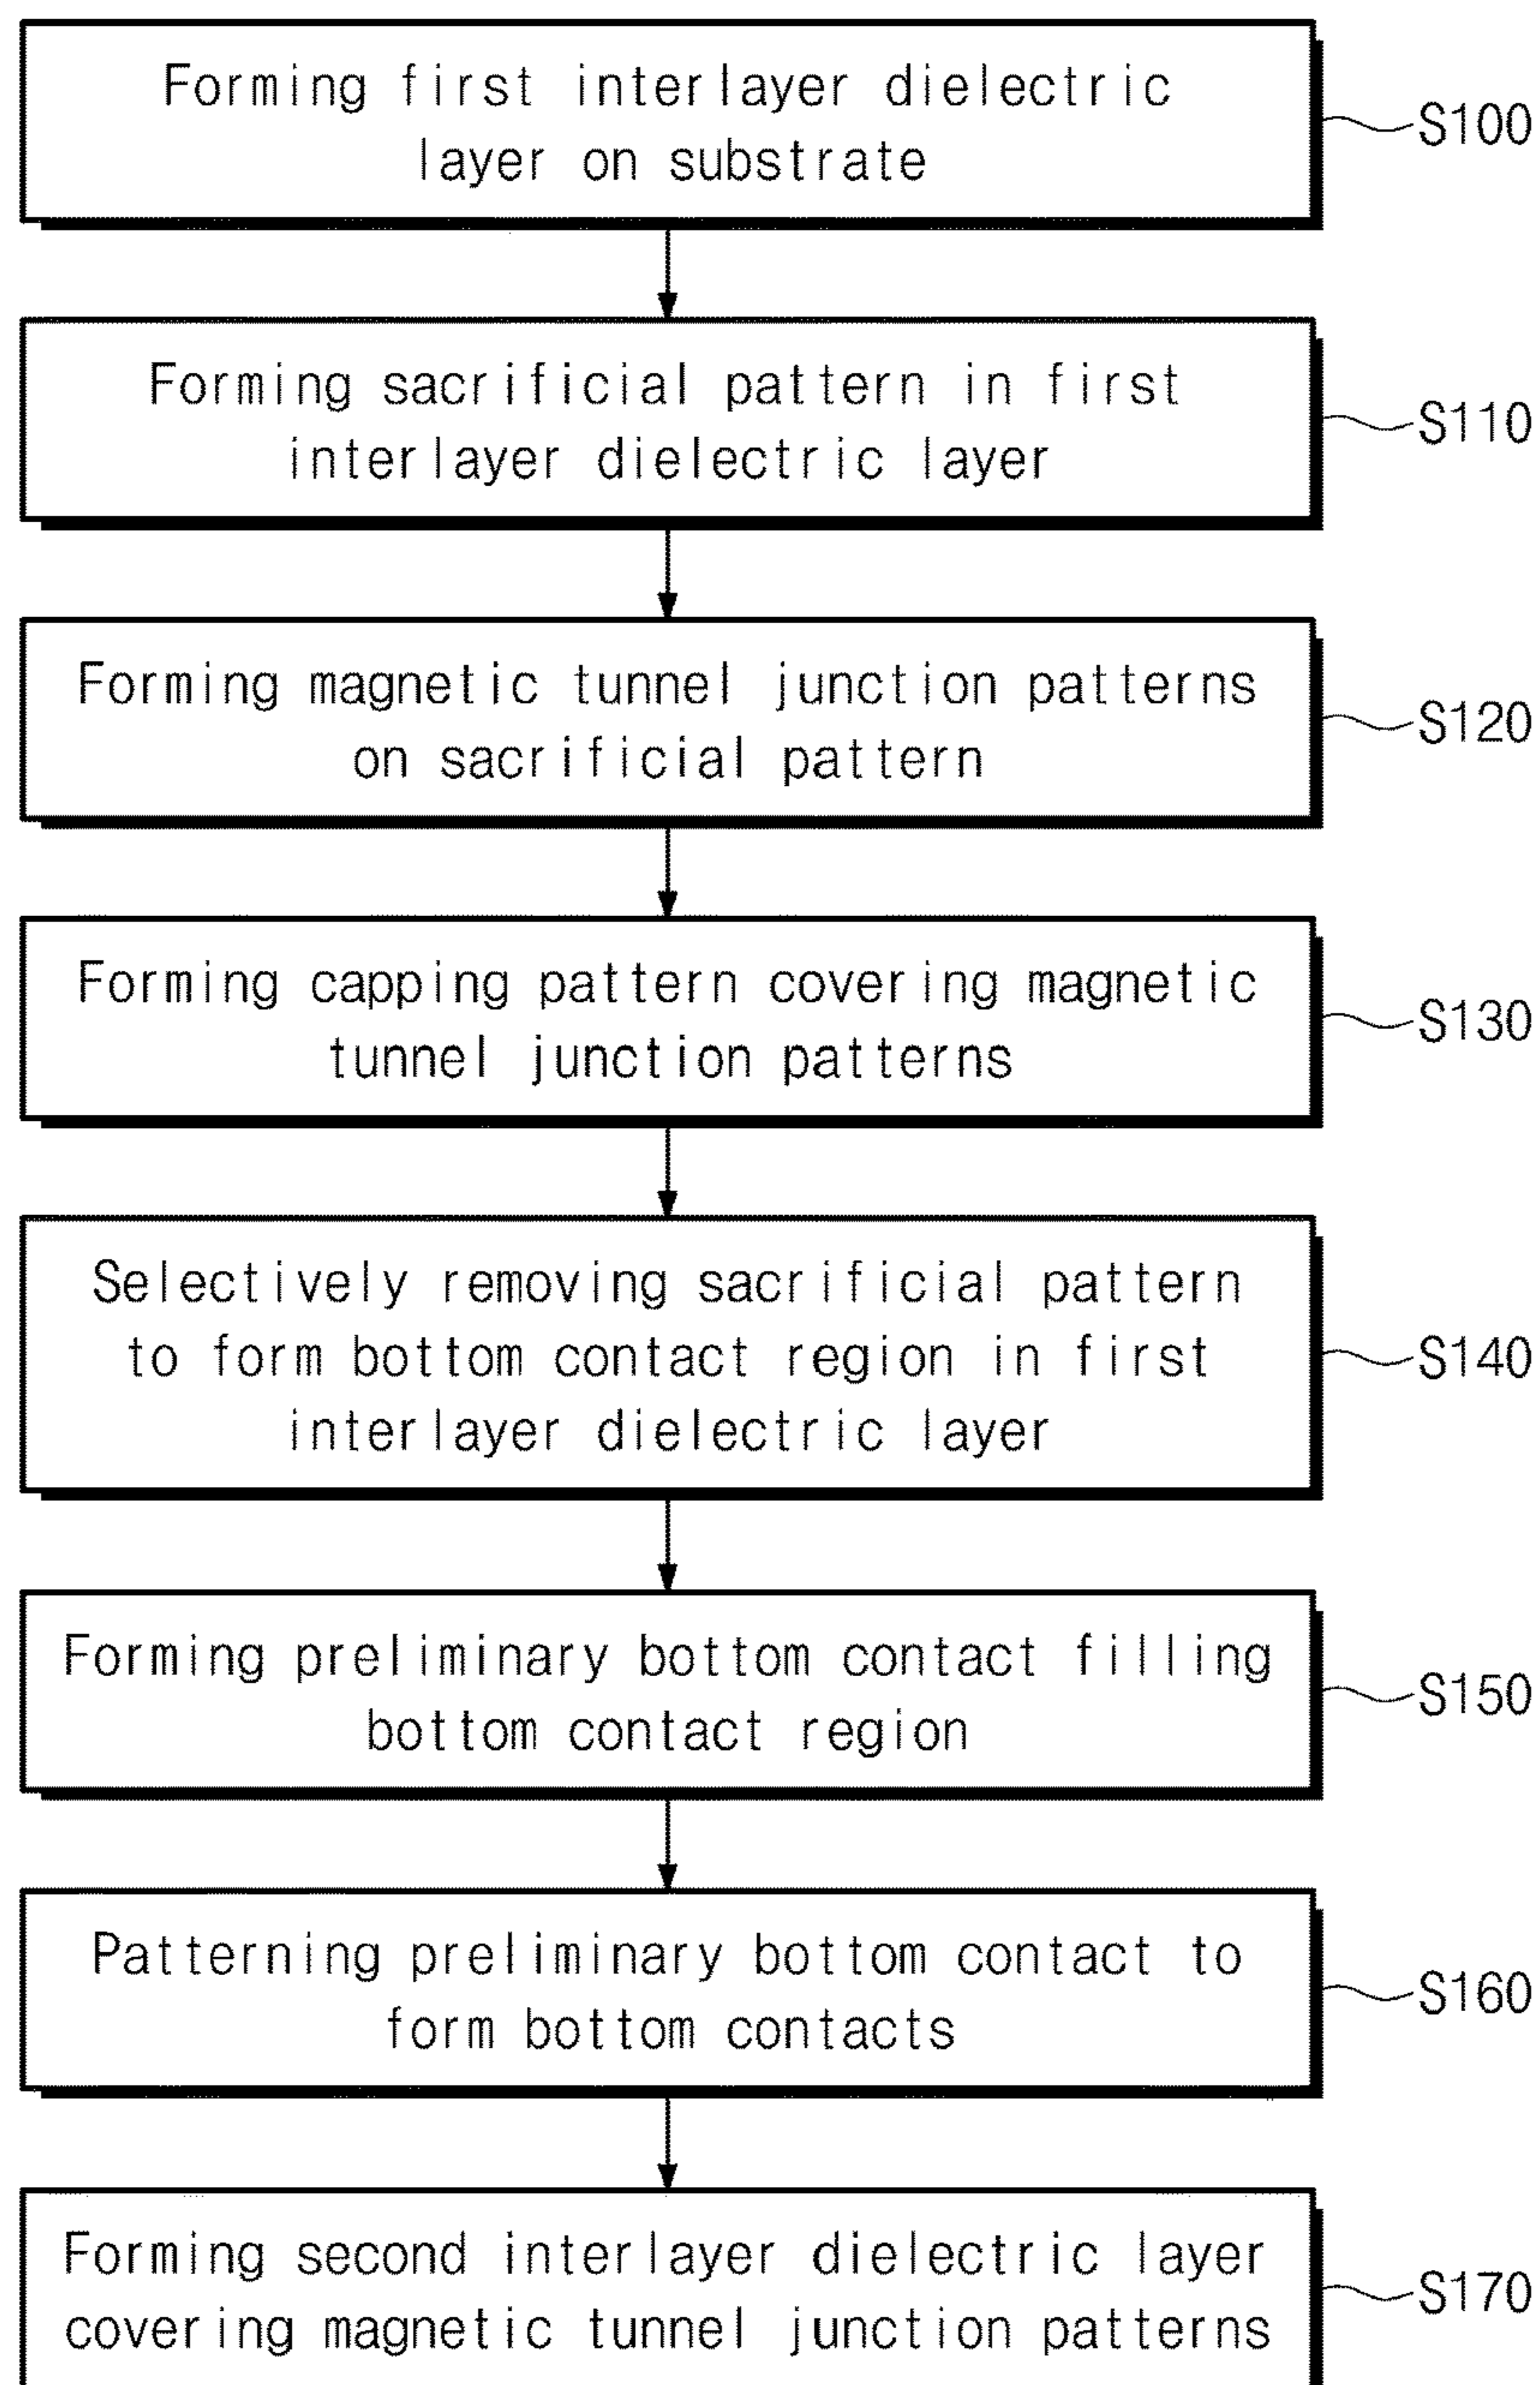 Forming first interlayer dielectric
layer on substrate
S100
Forming sacrificial pattern in first
interlayer dielectric layer
S110
Forming magnetic tunnel junction patterns
on sacrificial pattern
S120
Forming capping pattern covering magnetic
tunnel junction patterns
S130
Selectively removing sacrificial pattern
to form bottom contact region in first
interlayer dielectric layer
S140
Forming preliminary bottom contact filling
bottom contact region
S150
Patterning preliminary bottom contact to
form bottom contacts
S160
Forming second interlayer dielectric layer
covering magnetic tunnel junction patterns
S170